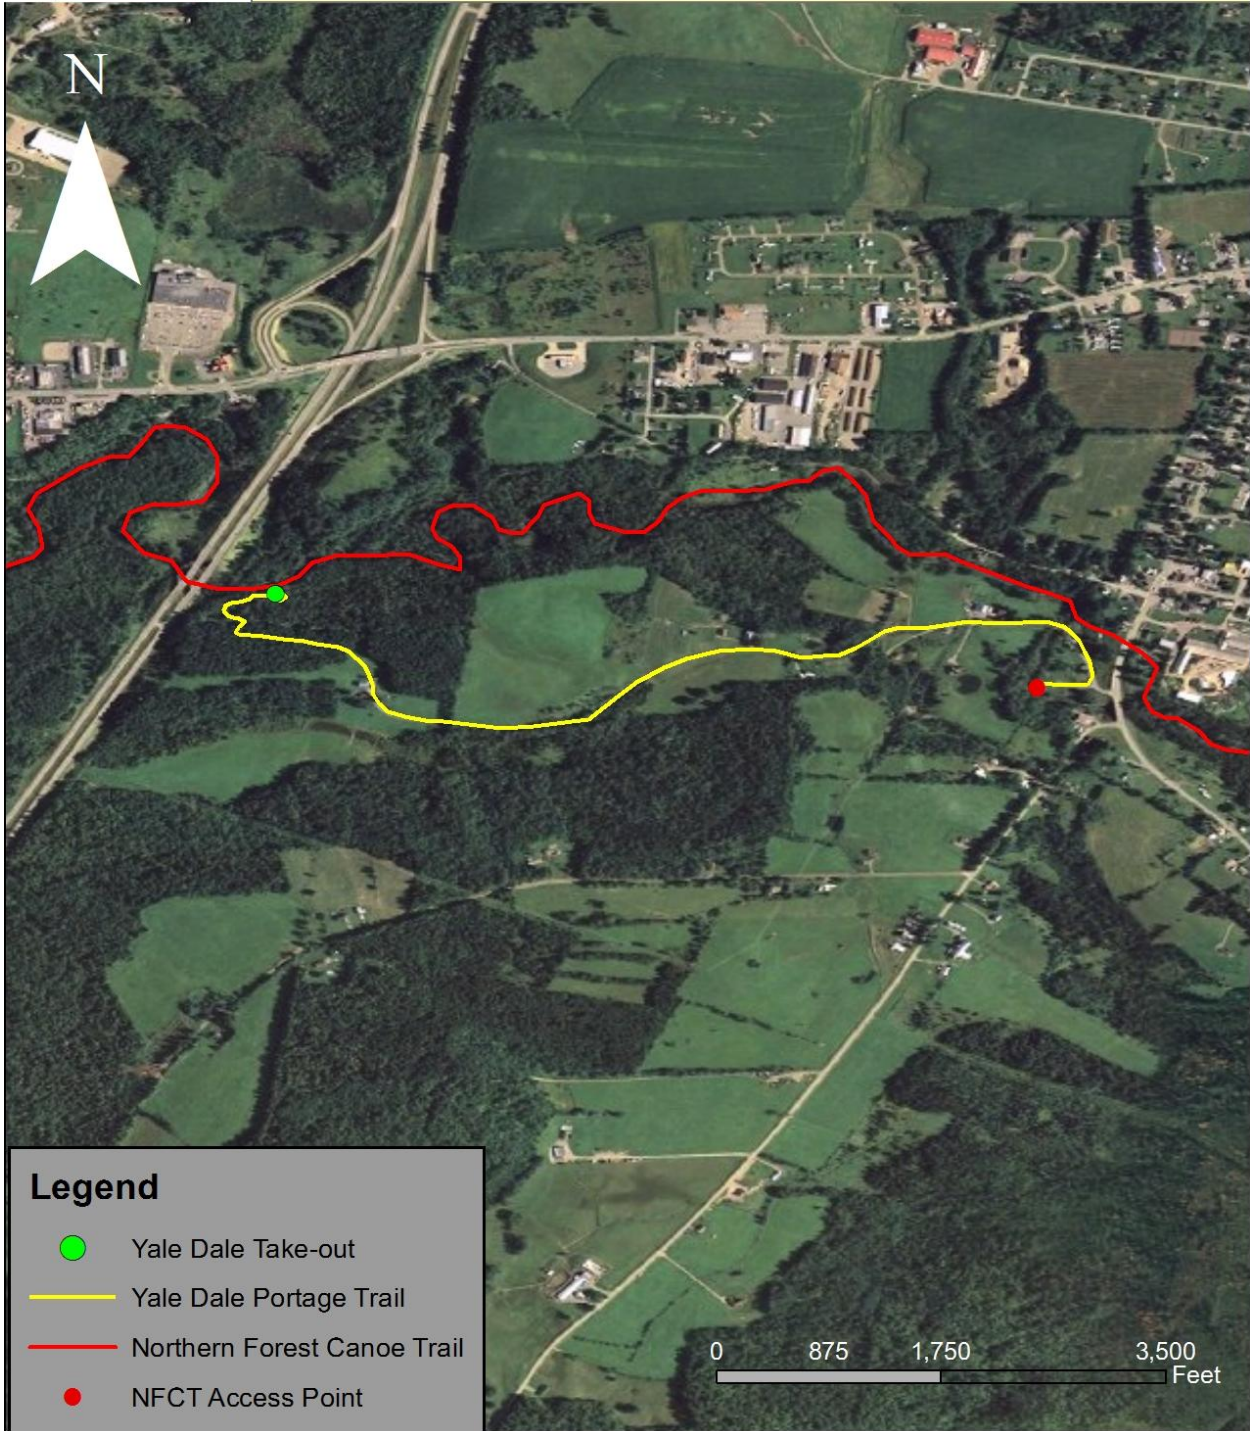 N
Legend
Yale Dale Take-out
Yale Dale Portage Trail
Northern Forest Canoe Trail
NFCT Access Point
0 875 1,750 3,500
Feet